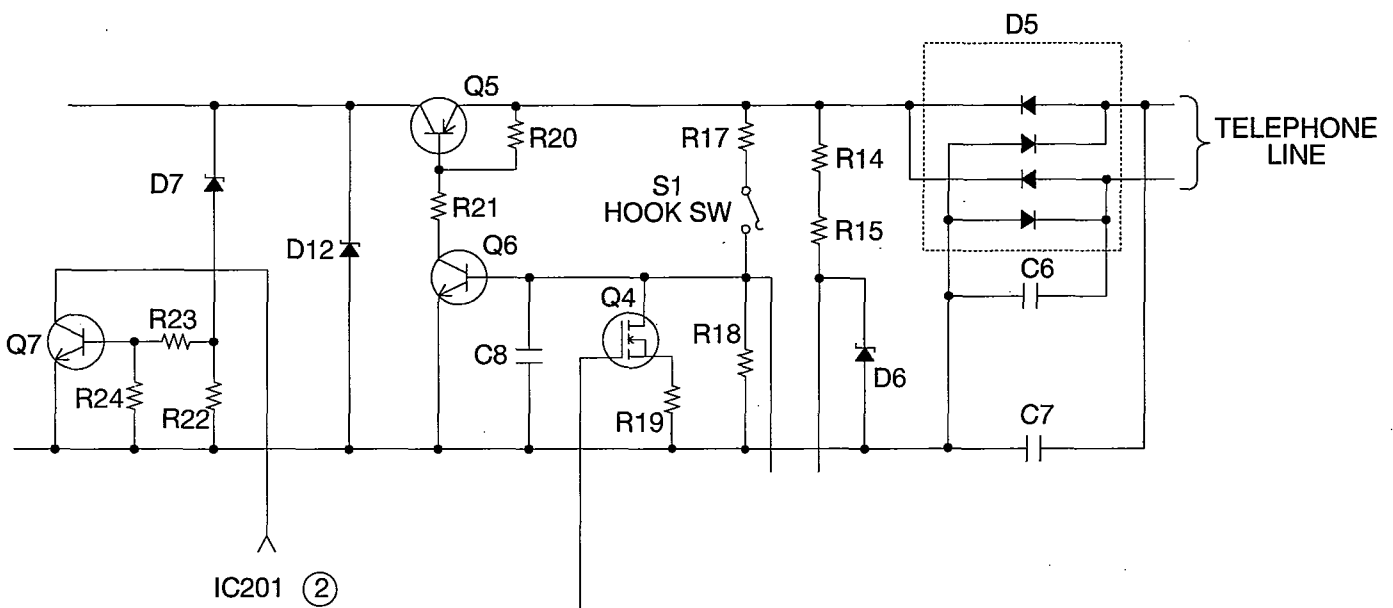 D5
Q5
R20
R17
R14
TELEPHONE
LINE
D7
R21
S1
HOOK SW
R15
D12
Q6
C6
Q4
R23
Q7
C8
R18
D6
R24
R22
R19
C7
IC201 2